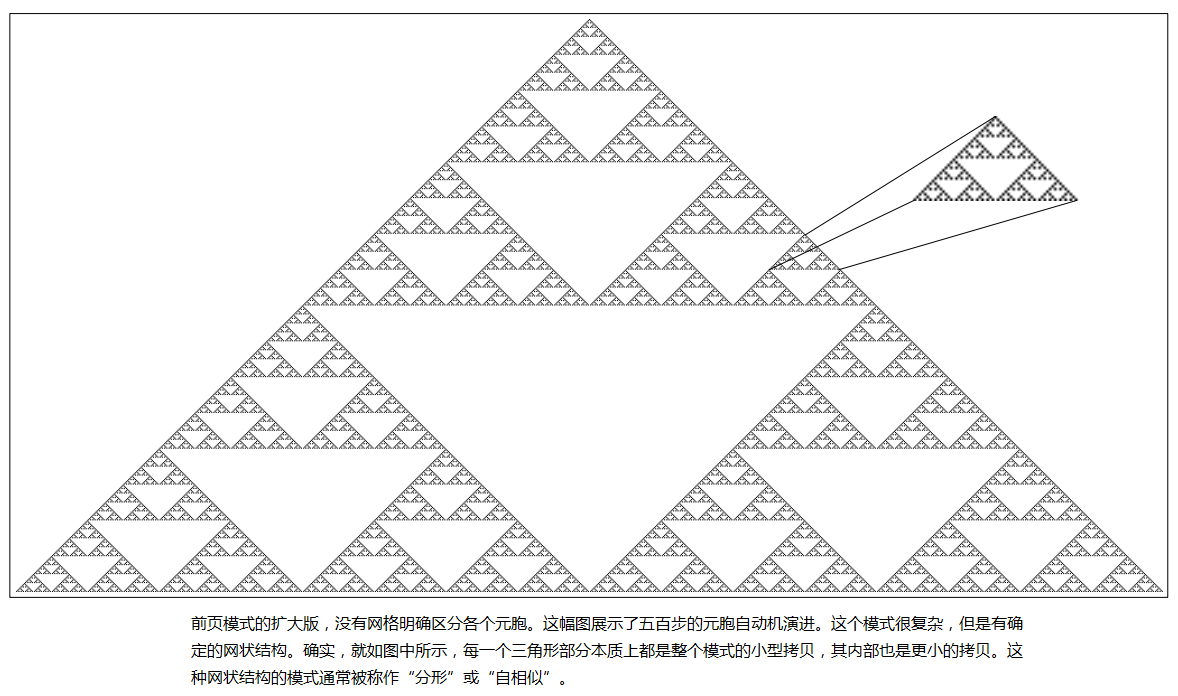 前页模式的扩大版，没有网格明确区分各个元胞。这幅图展示了五百步的元胞自动机演进。这个模式很复杂，但是有确
定的网状结构。确实，就如图中所示，每一个三角形部分本质上都是整个模式的小型拷贝，其内部也是更小的拷贝。这
种网状结构的模式通常被称作“分形”或“自相似”。